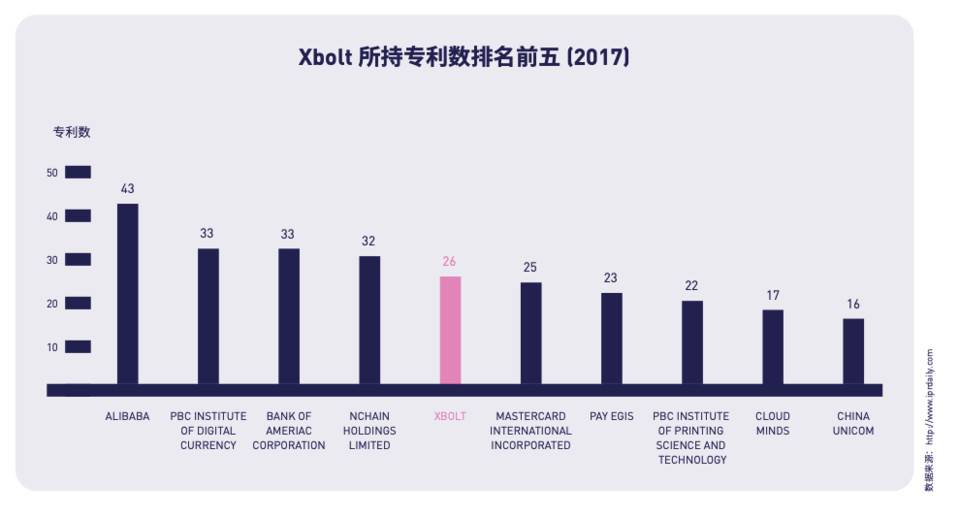 Xbolt 所持专利数排名前五 (2017)
专利数
50
40
30
20
10
43
33
33
32
26
25
23
22
17
16
ALIBABA
PBC INSTITUTE
OF DIGITAL
CURRENCY
BANK OF
AMERIAC
CORPORATION
NCHAIN
HOLDINGS
LIMITED
XBOLT
MASTERCARD
INTERNATIONAL
INCORPORATED
PAY EGIS
PBC INSTITUTE
OF PRINTING
SCIENCE AND
TECHNOLOGY
CLOUD
MINDS
CHINA
UNICOM
数据来源：http://www.iprdaily.com